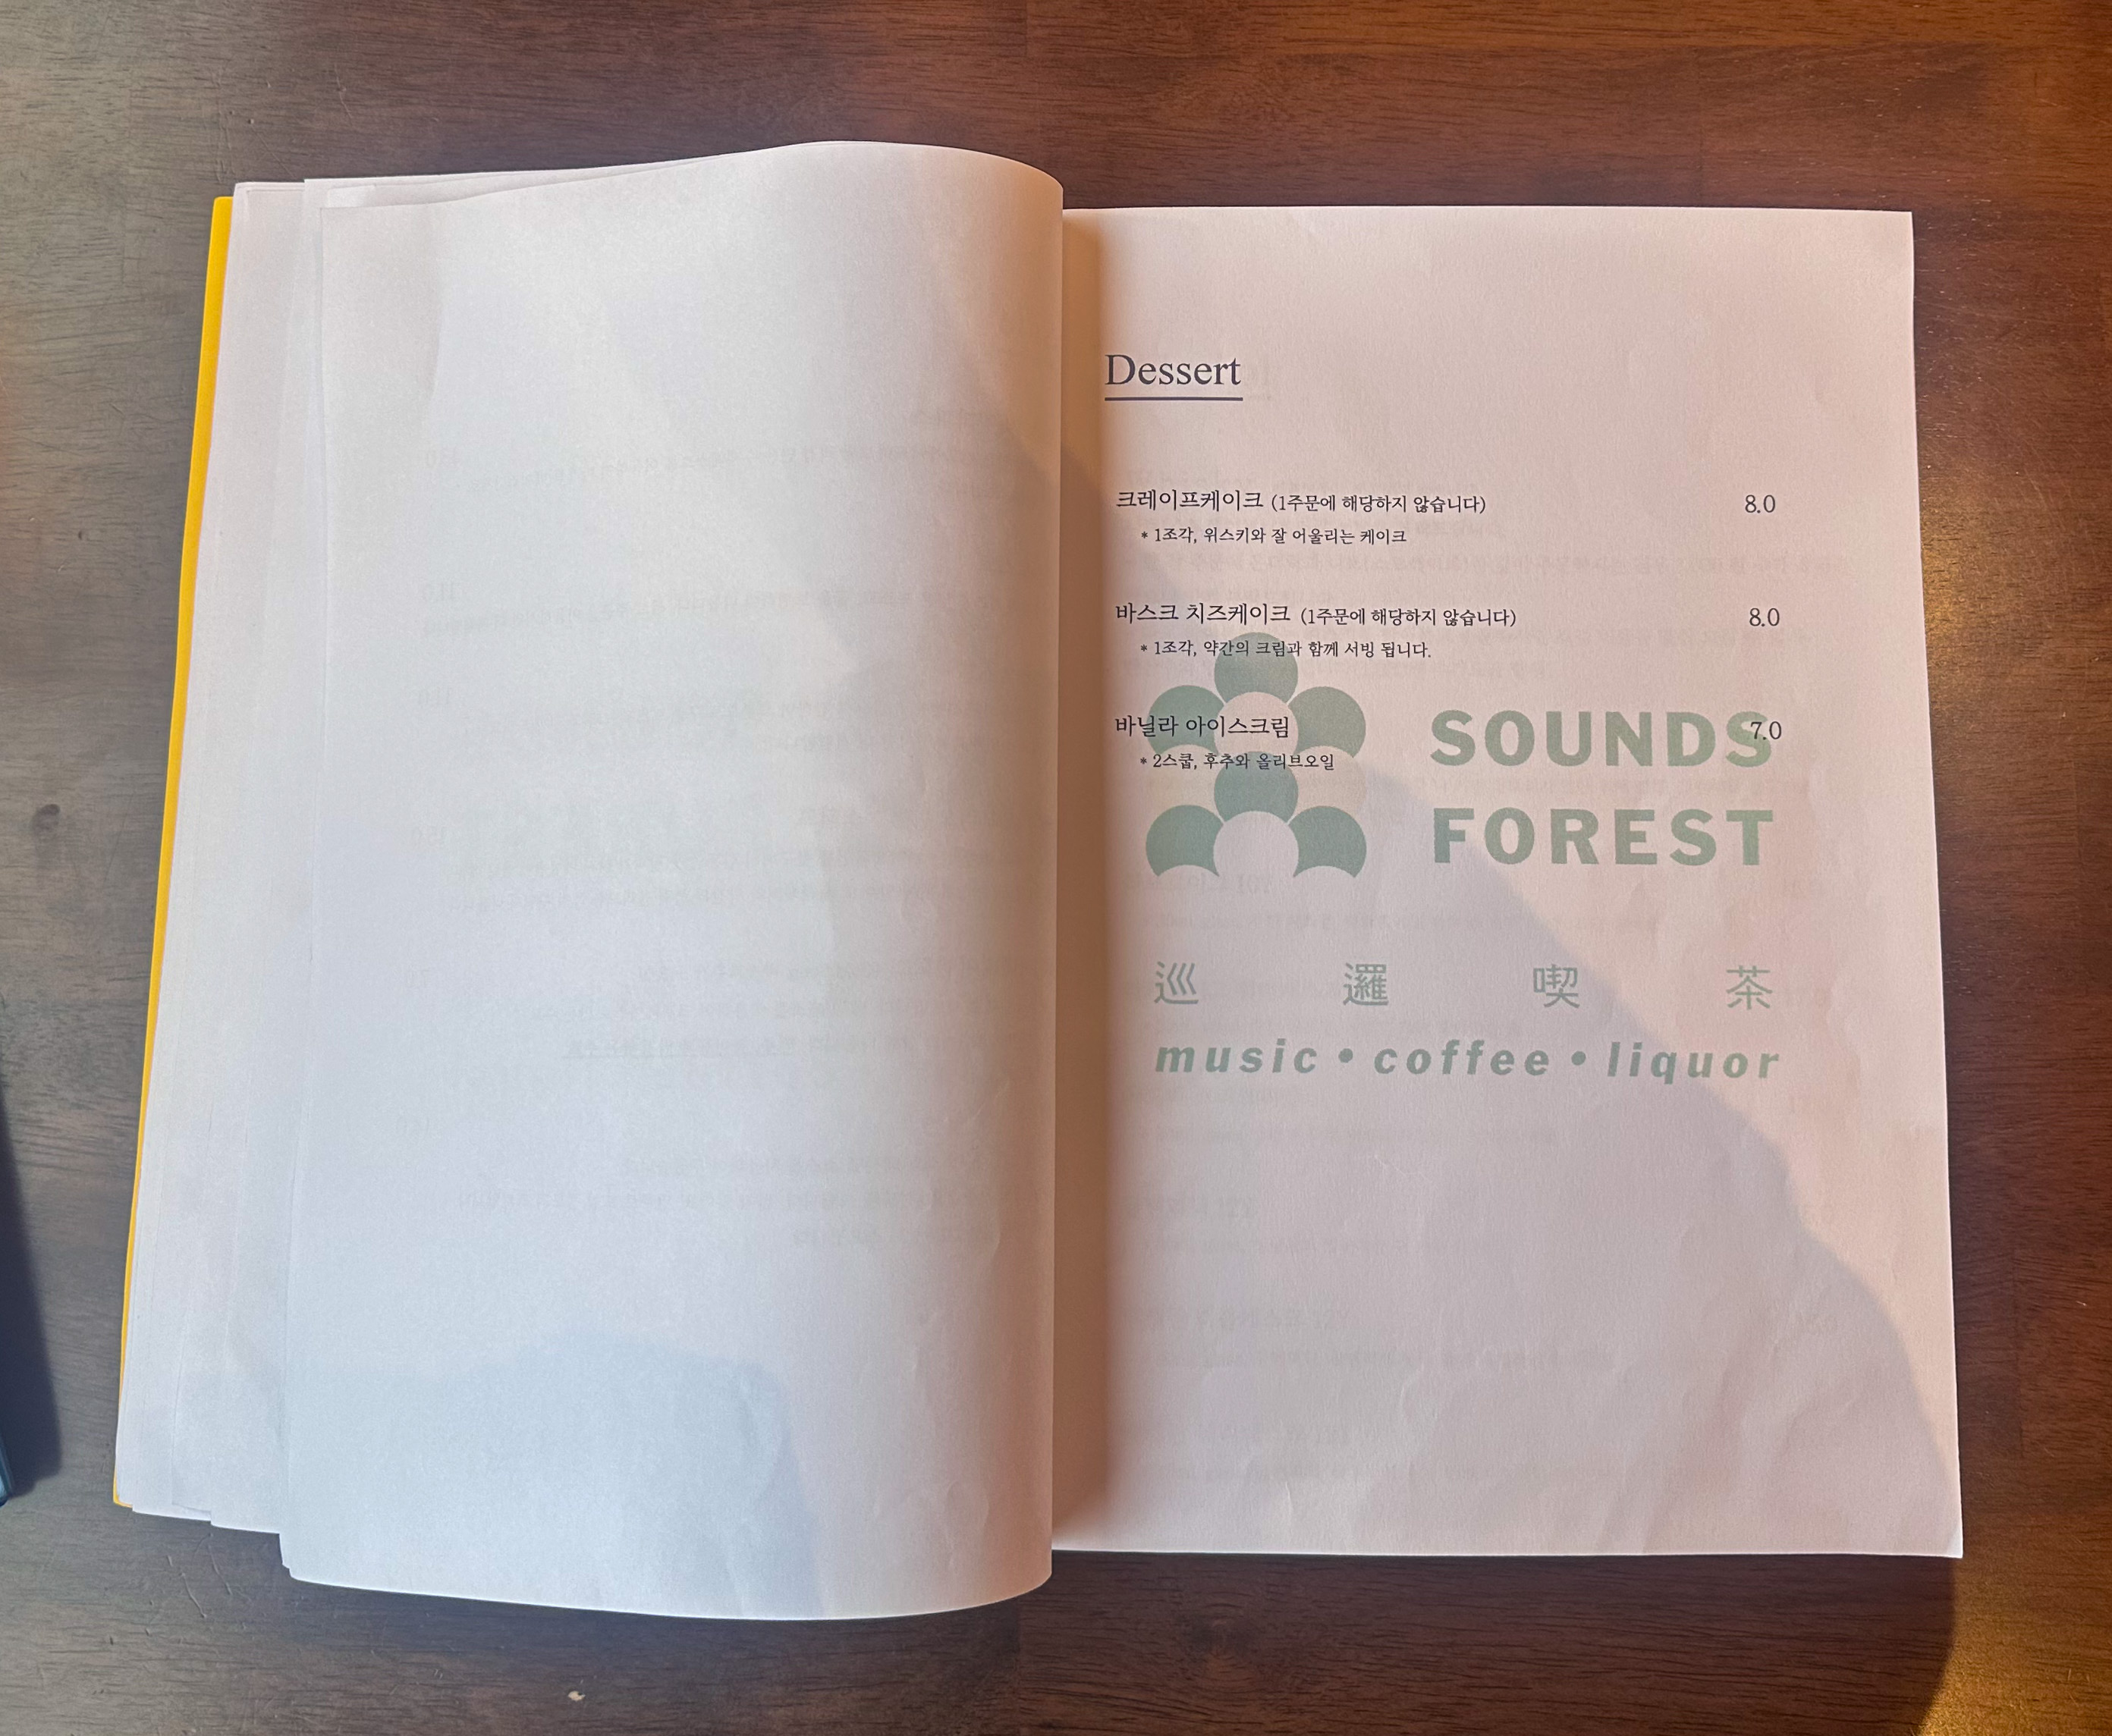 Dessert
크레이프케이크 (1주문에 해당하지 않습니다) 8.0
* 1조각, 위스키와 잘 어울리는 케이크
바스크 치즈케이크 (1주문에 해당하지 않습니다) 8.0
* 1조각, 약간의 크림과 함께 서빙 됩니다.
바닐라 아이스크림 7.0
* 2스쿱, 후추와 올리브오일
SOUNDS
FOREST
巡邏喫茶
music • coffee • liquor